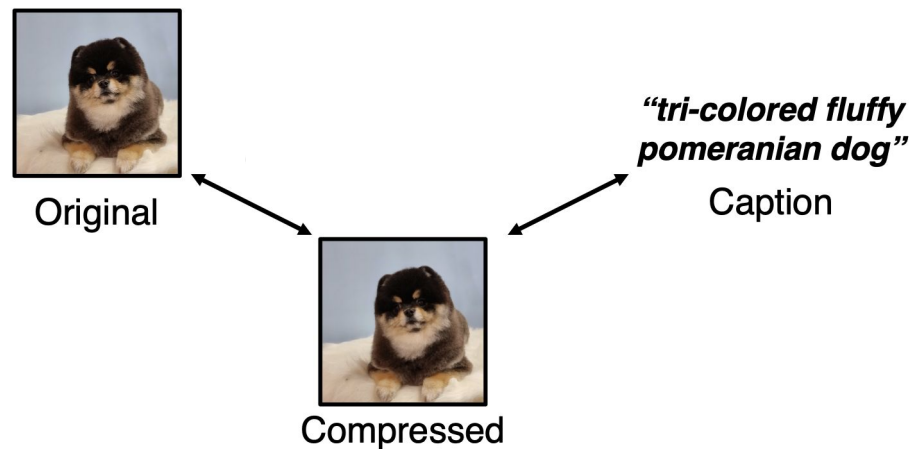 “tri-colored fluffy
pomeranian dog”
Original
Caption
Compressed